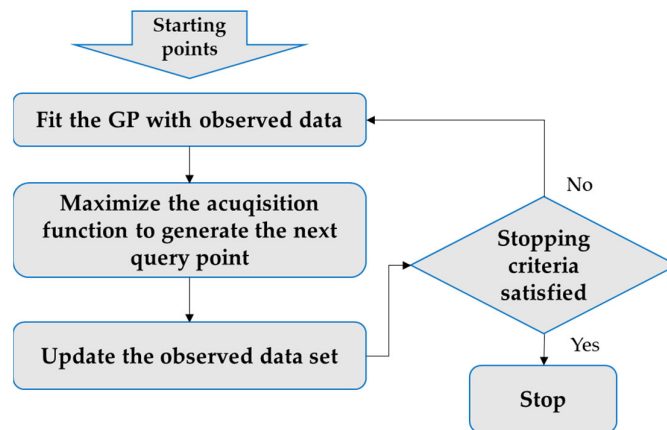 Starting
points
Fit the GP with observed data
Maximize the acuqisition
function to generate the next
query point
Update the observed data set
No
Stopping
criteria
satisfied
Yes
Stop